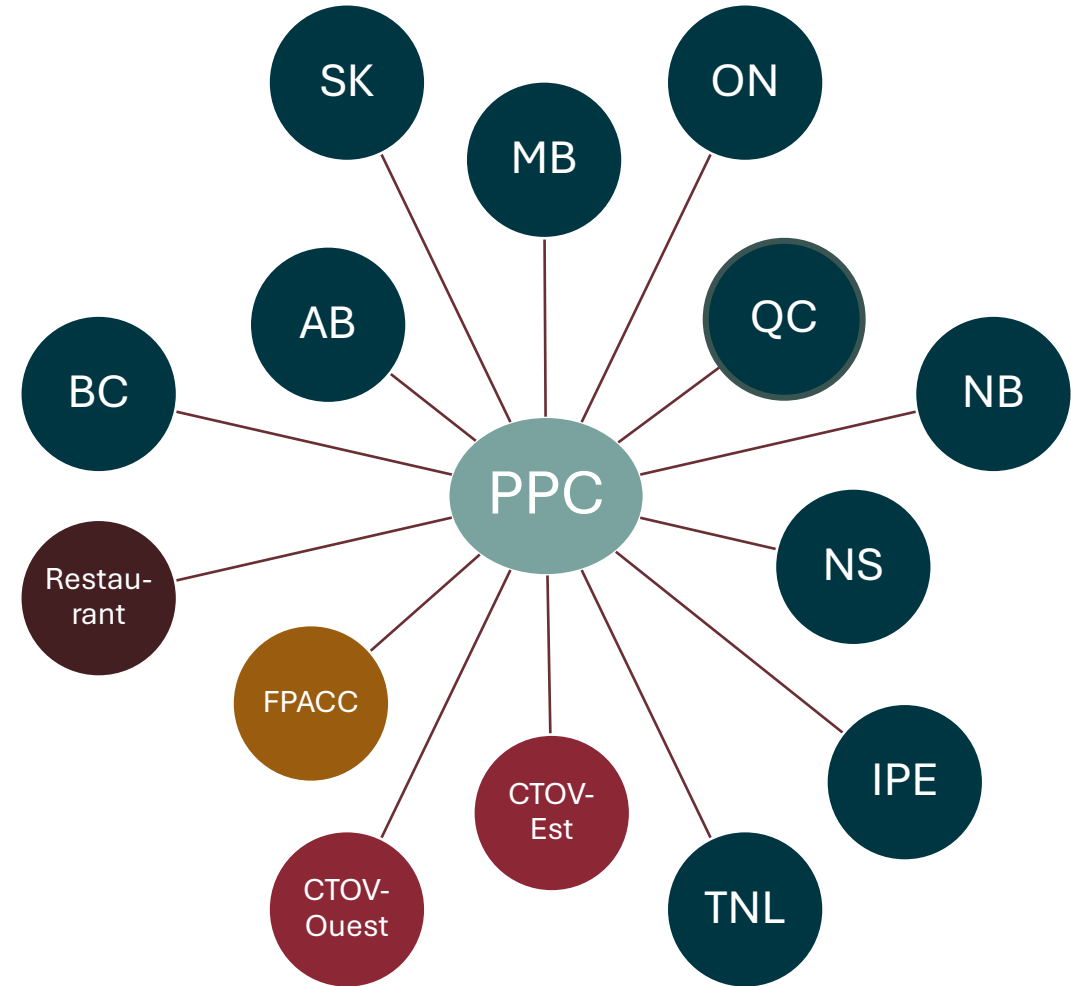 SK
ON
MB
AB
QC
BC
NB
PPC
NS
Restau-
rant
FPACC
IPE
CTOV-
Est
CTOV-
Ouest
TNL